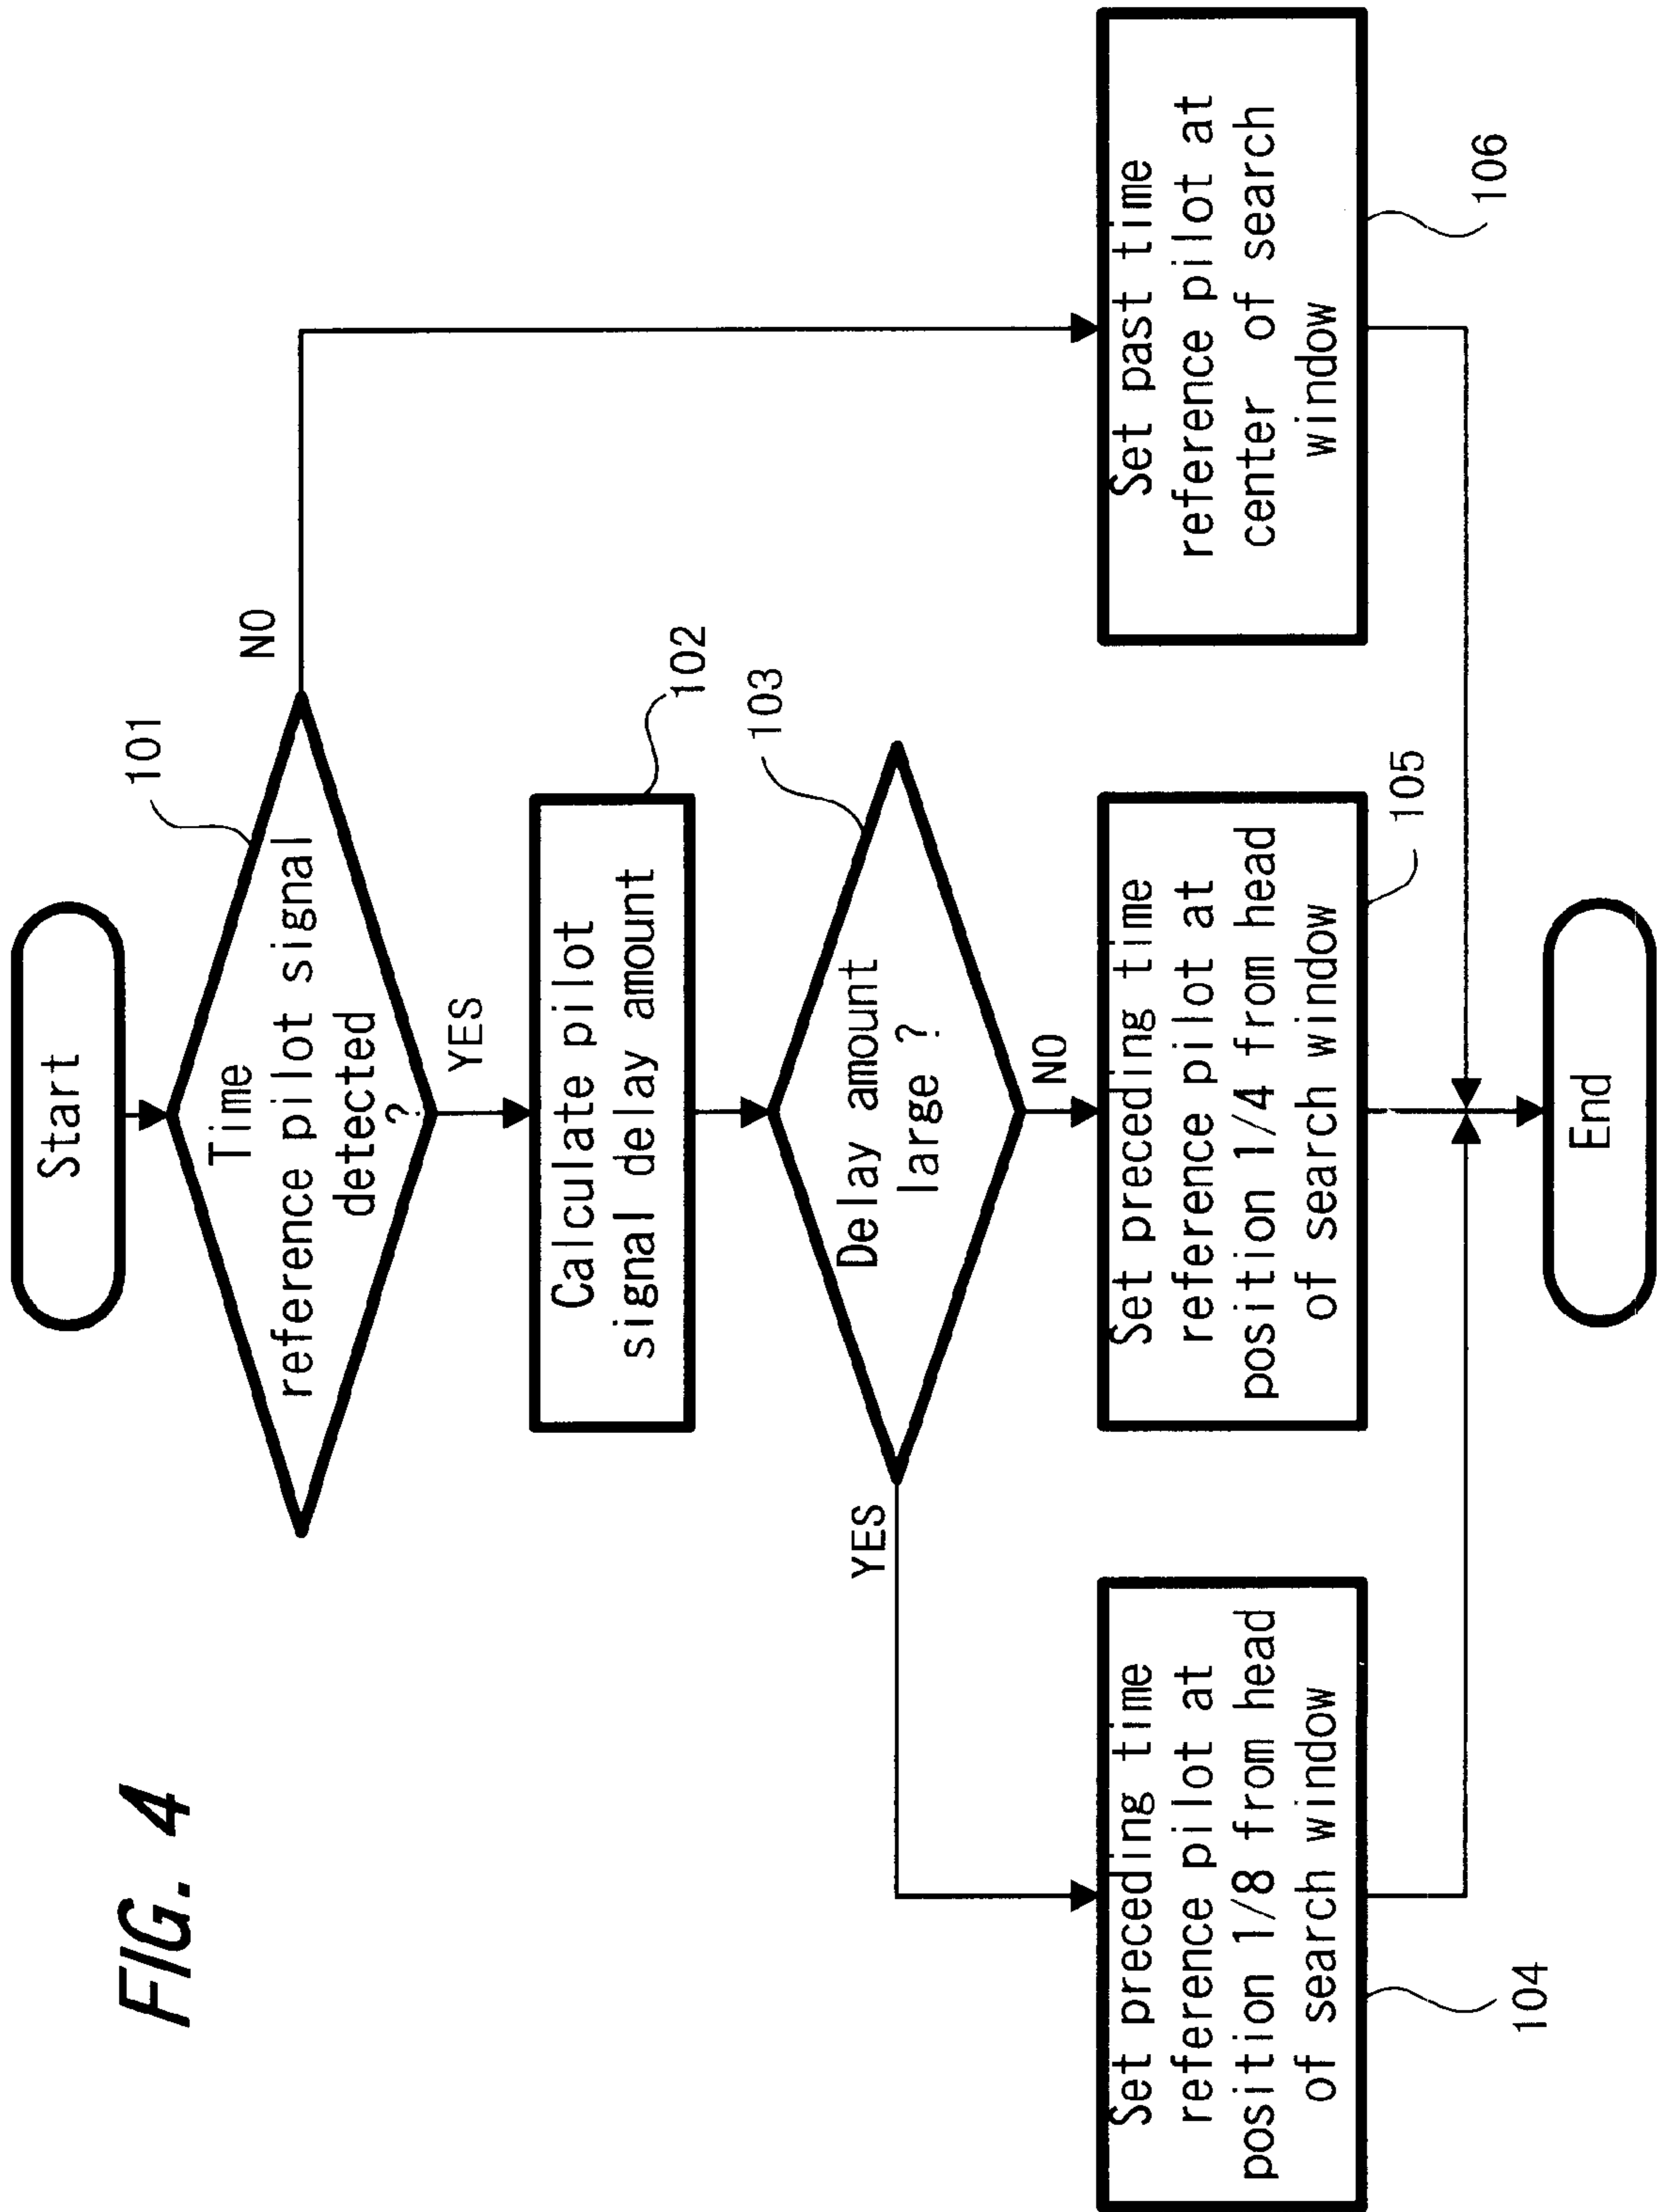 FIG. 4
Start
101
Time
reference pilot signal
detected
?
NO
YES
102
Calculate pilot
signal delay amount
103
Delay amount
large ?
YES
NO
Set preceding time
reference pilot at
position 1/8 from head
of search window
104
Set preceding time
reference pilot at
position 1/4 from head
of search window
105
Set past time
reference pilot at
center of search
window
106
End